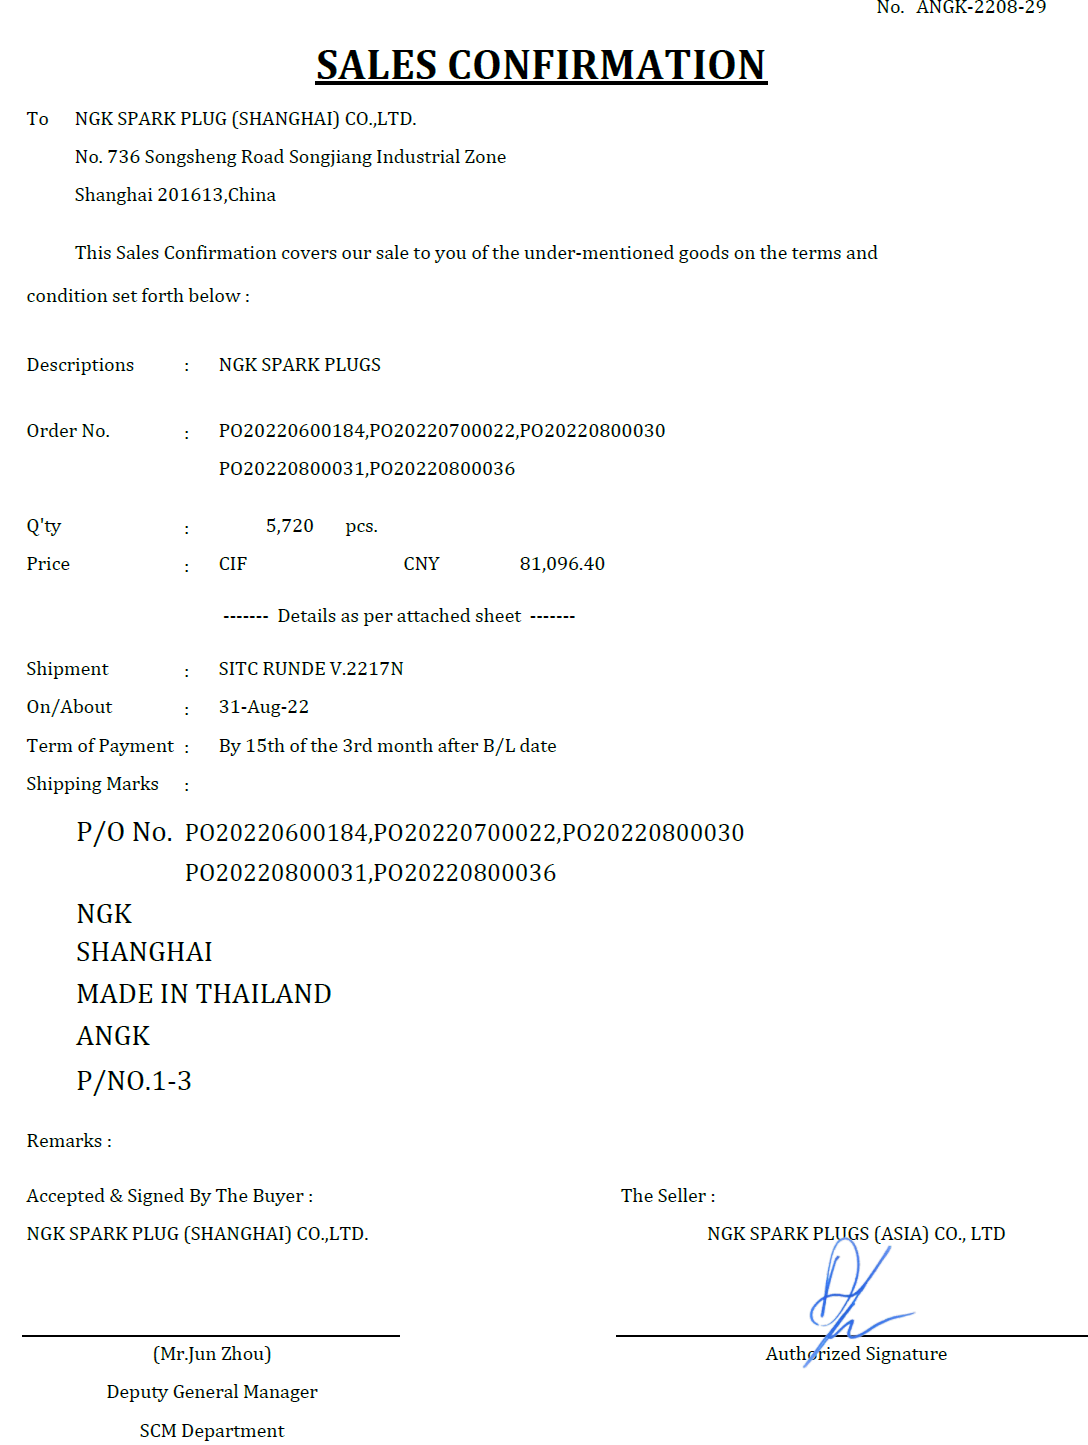 No. ANGK-2208-29
SALES CONFIRMATION
To NGK SPARK PLUG (SHANGHAI) CO.,LTD.
No. 736 Songsheng Road Songjiang Industrial Zone
Shanghai 201613,China
This Sales Confirmation covers our sale to you of the under-mentioned goods on the terms and
condition set forth below :
Descriptions : NGK SPARK PLUGS
Order No. : PO20220600184,PO20220700022,PO20220800030
PO20220800031,PO20220800036
Q'ty : 5,720 pcs.
Price : CIF CNY 81,096.40
------- Details as per attached sheet -------
Shipment : SITC RUNDE V.2217N
On/About : 31-Aug-22
Term of Payment : By 15th of the 3rd month after B/L date
Shipping Marks :
P/O No. PO20220600184,PO20220700022,PO20220800030
PO20220800031,PO20220800036
NGK
SHANGHAI
MADE IN THAILAND
ANGK
P/NO.1-3
Remarks :
Accepted & Signed By The Buyer : The Seller :
NGK SPARK PLUG (SHANGHAI) CO.,LTD. NGK SPARK PLUGS (ASIA) CO., LTD
(Mr.Jun Zhou) Authorized Signature
Deputy General Manager
SCM Department